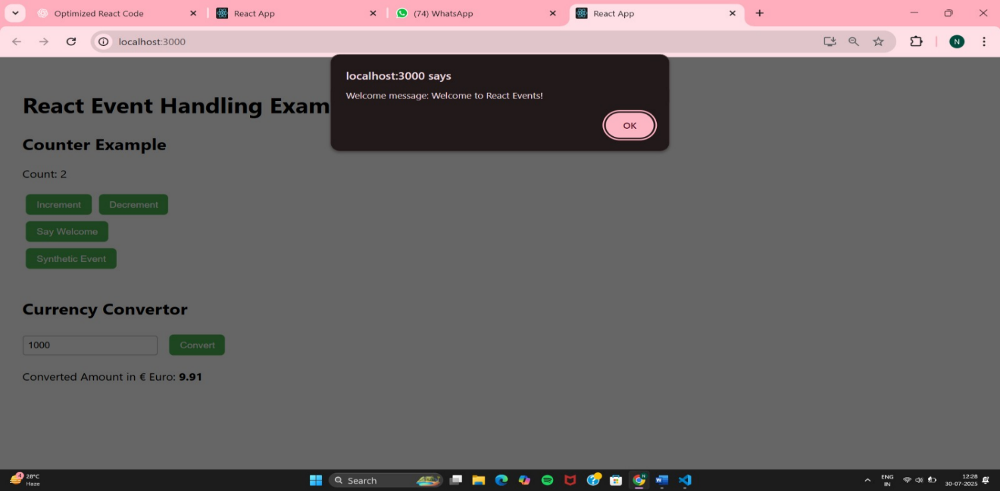 Optimized React Code
React App
(74) WhatsApp
React App
localhost:3000
N
localhost:3000 says
Welcome message: Welcome to React Events!
OK
React Event Handling Exam
Counter Example
Count: 2
Increment Decrement
Say Welcome
Synthetic Event
Currency Convertor
1000 Convert
Converted Amount in € Euro: 9.91
4
28°C
Haze
Search
ENG
IN
12:28
30-07-2025